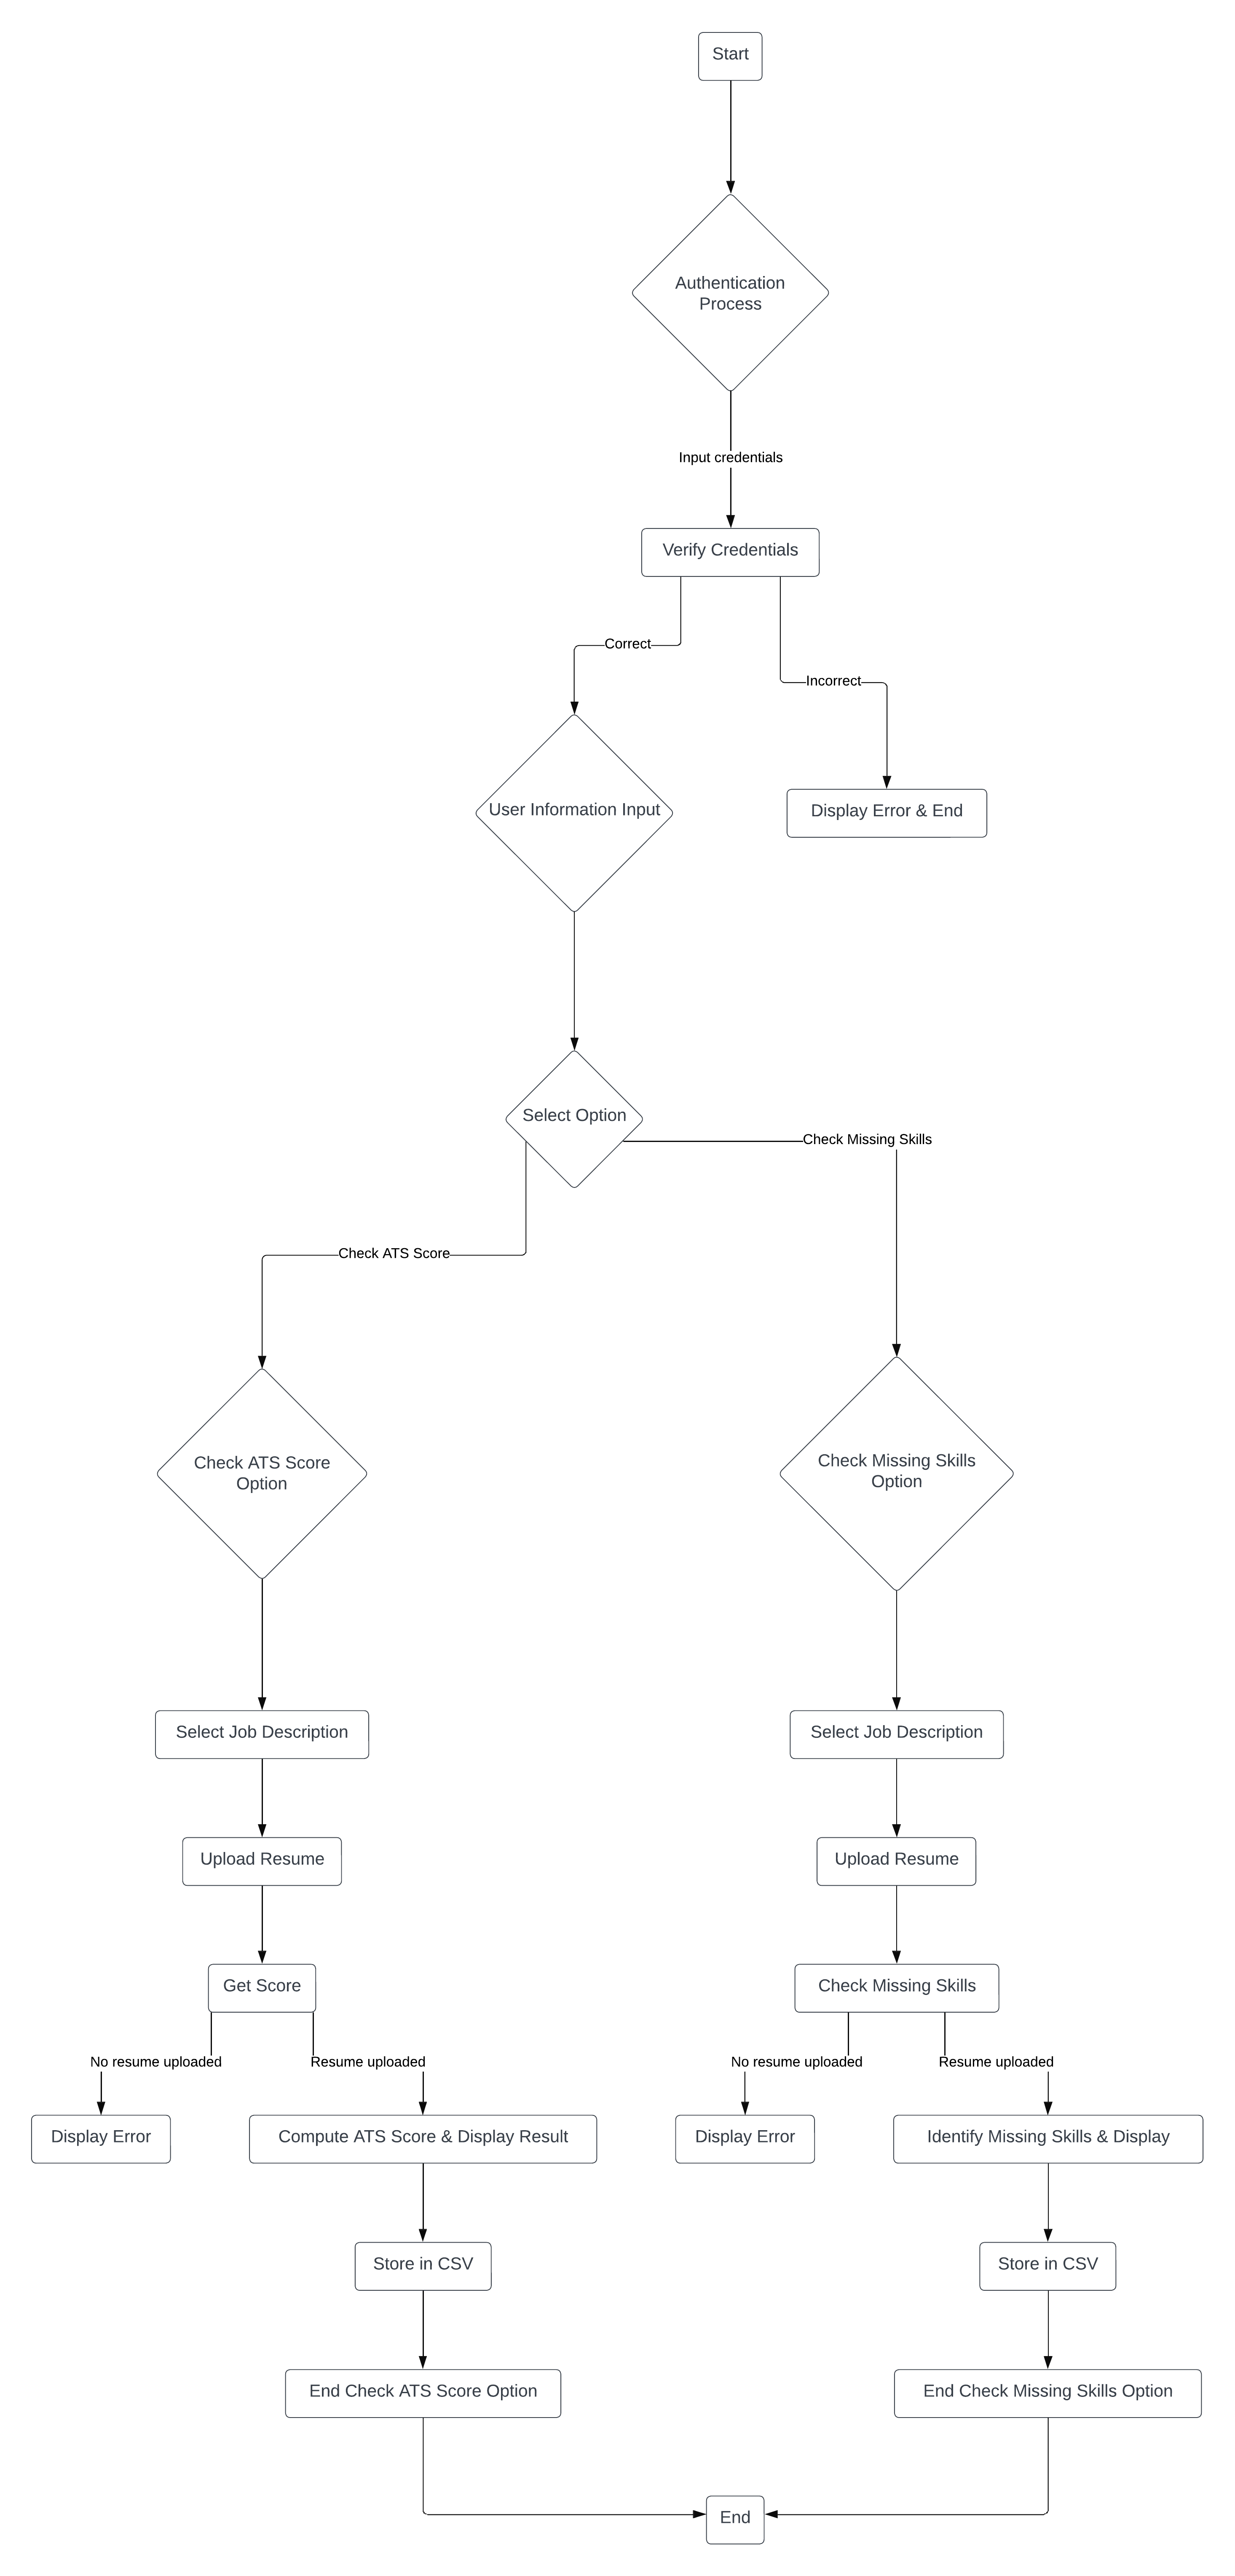 Start
Authentication
Process
Input credentials
Verify Credentials
Correct
Incorrect
User Information Input
Display Error & End
Select Option
Check Missing Skills
Check ATS Score
Check ATS Score
Option
Check Missing Skills
Option
Select Job Description
Select Job Description
Upload Resume
Upload Resume
Get Score
Check Missing Skills
No resume uploaded
Resume uploaded
No resume uploaded
Resume uploaded
Display Error
Compute ATS Score & Display Result
Display Error
Identify Missing Skills & Display
Store in CSV
Store in CSV
End Check ATS Score Option
End Check Missing Skills Option
End